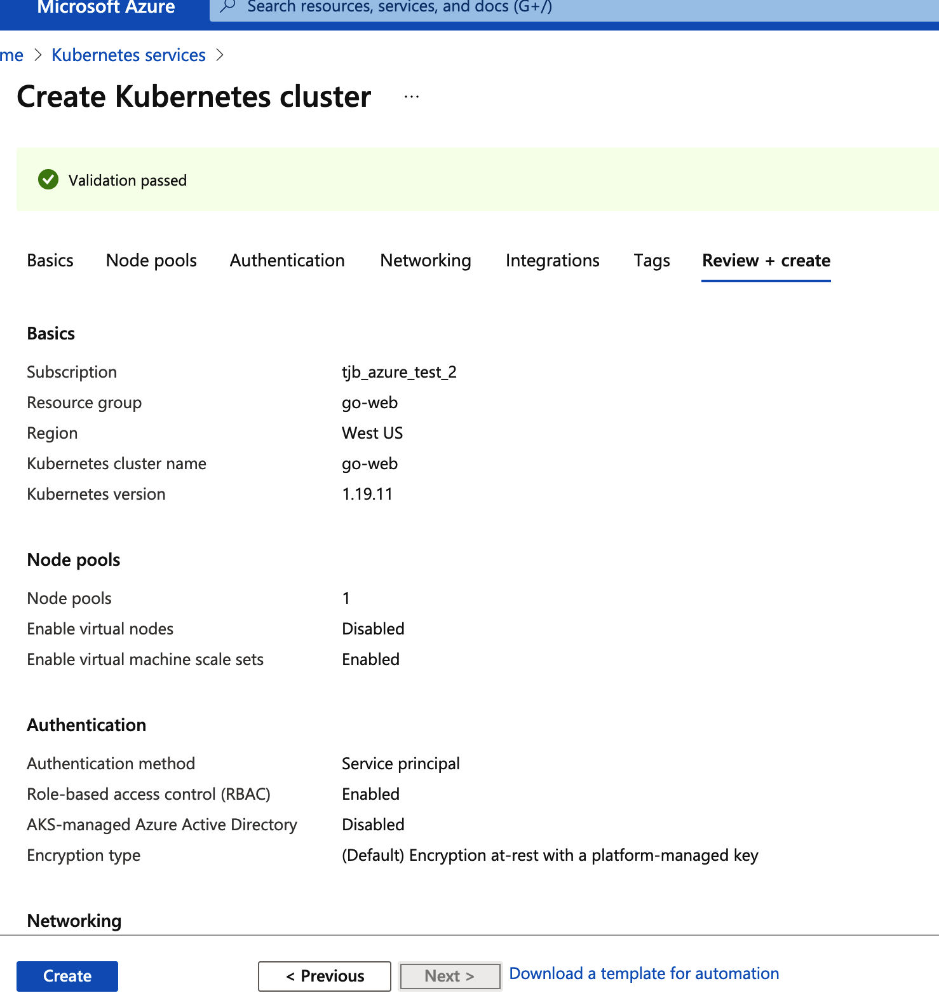 Microsoft Azure
Search resources, services, and docs (G+/)
me > Kubernetes services >
Create Kubernetes cluster ...
Validation passed
Basics Node pools Authentication Networking Integrations Tags Review + create
Basics
Subscription tjb_azure_test_2
Resource group go-web
Region West US
Kubernetes cluster name go-web
Kubernetes version 1.19.11
Node pools
Node pools 1
Enable virtual nodes Disabled
Enable virtual machine scale sets Enabled
Authentication
Authentication method Service principal
Role-based access control (RBAC) Enabled
AKS-managed Azure Active Directory Disabled
Encryption type (Default) Encryption at-rest with a platform-managed key
Networking
Create < Previous Next > Download a template for automation